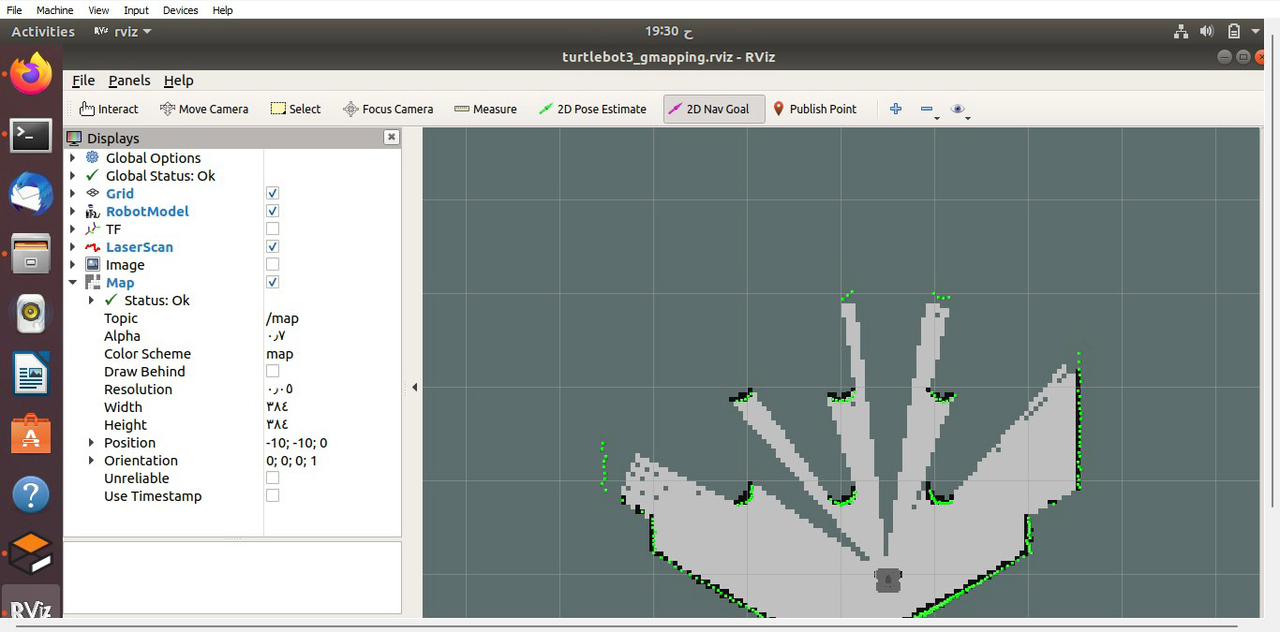 File Machine View Input Devices Help
Activities rviz 19:30 ح
turtlebot3_gmapping.rviz - RViz
File Panels Help
Interact Move Camera Select Focus Camera Measure 2D Pose Estimate 2D Nav Goal Publish Point
Displays
Global Options
Global Status: Ok
Grid
RobotModel
TF
LaserScan
Image
Map
Status: Ok
Topic /map
Alpha ٠٫٧
Color Scheme map
Draw Behind
Resolution ٠٫٠٥
Width ٣٨٤
Height ٣٨٤
Position -10; -10; 0
Orientation 0; 0; 0; 1
Unreliable
Use Timestamp
RViz